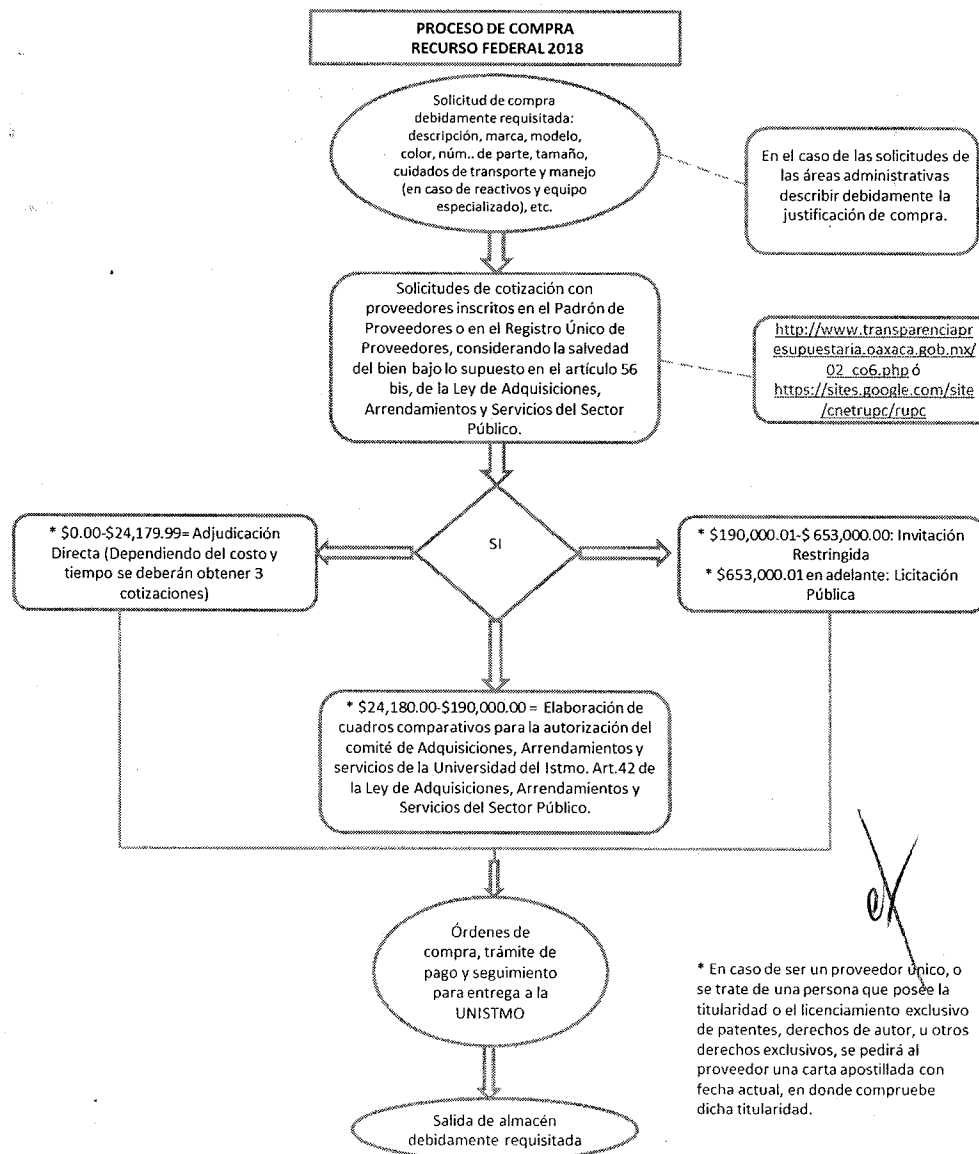 PROCESO DE COMPRA
RECURSO FEDERAL 2018
Solicitud de compra
debidamente requisitada:
descripción, marca, modelo,
color, núm.. de parte, tamaño,
cuidados de transporte y manejo
(en caso de reactivos y equipo
especializado), etc.
En el caso de las solicitudes de
las áreas administrativas
describir debidamente la
justificación de compra.
Solicitudes de cotización con
proveedores inscritos en el Padrón de
Proveedores o en el Registro Único de
Proveedores, considerando la salvedad
del bien bajo lo supuesto en el artículo 56
bis, de la Ley de Adquisiciones,
Arrendamientos y Servicios del Sector
Público.
http://www.transparenciapr
esupuestaria.oaxaca.gob.mx/
02_co6.php ó
https://sites.google.com/site
/cnetrupc/rupc
SI
* $0.00-$24,179.99= Adjudicación
Directa (Dependiendo del costo y
tiempo se deberán obtener 3
cotizaciones)
* $190,000.01-$ 653,000.00: Invitación
Restringida
* $653,000.01 en adelante: Licitación
Pública
* $24,180.00-$190,000.00 = Elaboración de
cuadros comparativos para la autorización del
comité de Adquisiciones, Arrendamientos y
servicios de la Universidad del Istmo. Art.42 de
la Ley de Adquisiciones, Arrendamientos y
Servicios del Sector Público.
Órdenes de
compra, trámite de
pago y seguimiento
para entrega a la
UNISTMO
* En caso de ser un proveedor único, o
se trate de una persona que posee la
titularidad o el licenciamiento exclusivo
de patentes, derechos de autor, u otros
derechos exclusivos, se pedirá al
proveedor una carta apostillada con
fecha actual, en donde compruebe
dicha titularidad.
Salida de almacén
debidamente requisitada